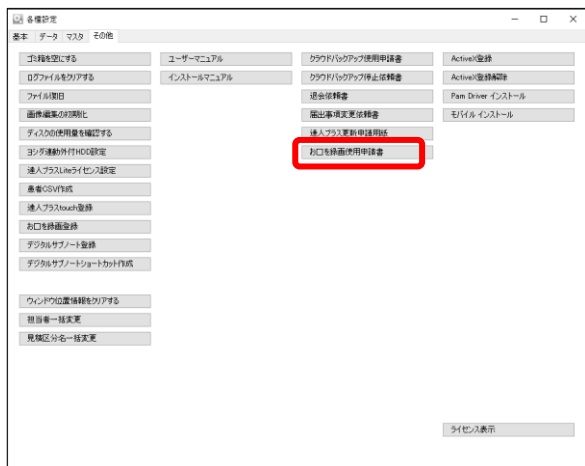 各種設定
基本 データ マスタ その他
ゴミ箱を空にする
ログファイルをクリアする
ファイル復旧
画像編集の初期化
ディスクの使用量を確認する
ヨシダ連動外付HDD設定
達人プラスLiteライセンス設定
患者CSV作成
達人プラスtouch登録
お口を録画登録
デジタルサブノート登録
デジタルサブノートショートカット作成
ウィンドウ位置情報をクリアする
担当者一括変更
見積区分名一括変更
ユーザーマニュアル
インストールマニュアル
クラウドバックアップ使用申請書
クラウドバックアップ停止依頼書
退会依頼書
届出事項変更依頼書
達人プラス更新申請用紙
お口を録画使用申請書
ActiveX登録
ActiveX登録解除
Pam Driver インストール
モバイル インストール
ライセンス表示